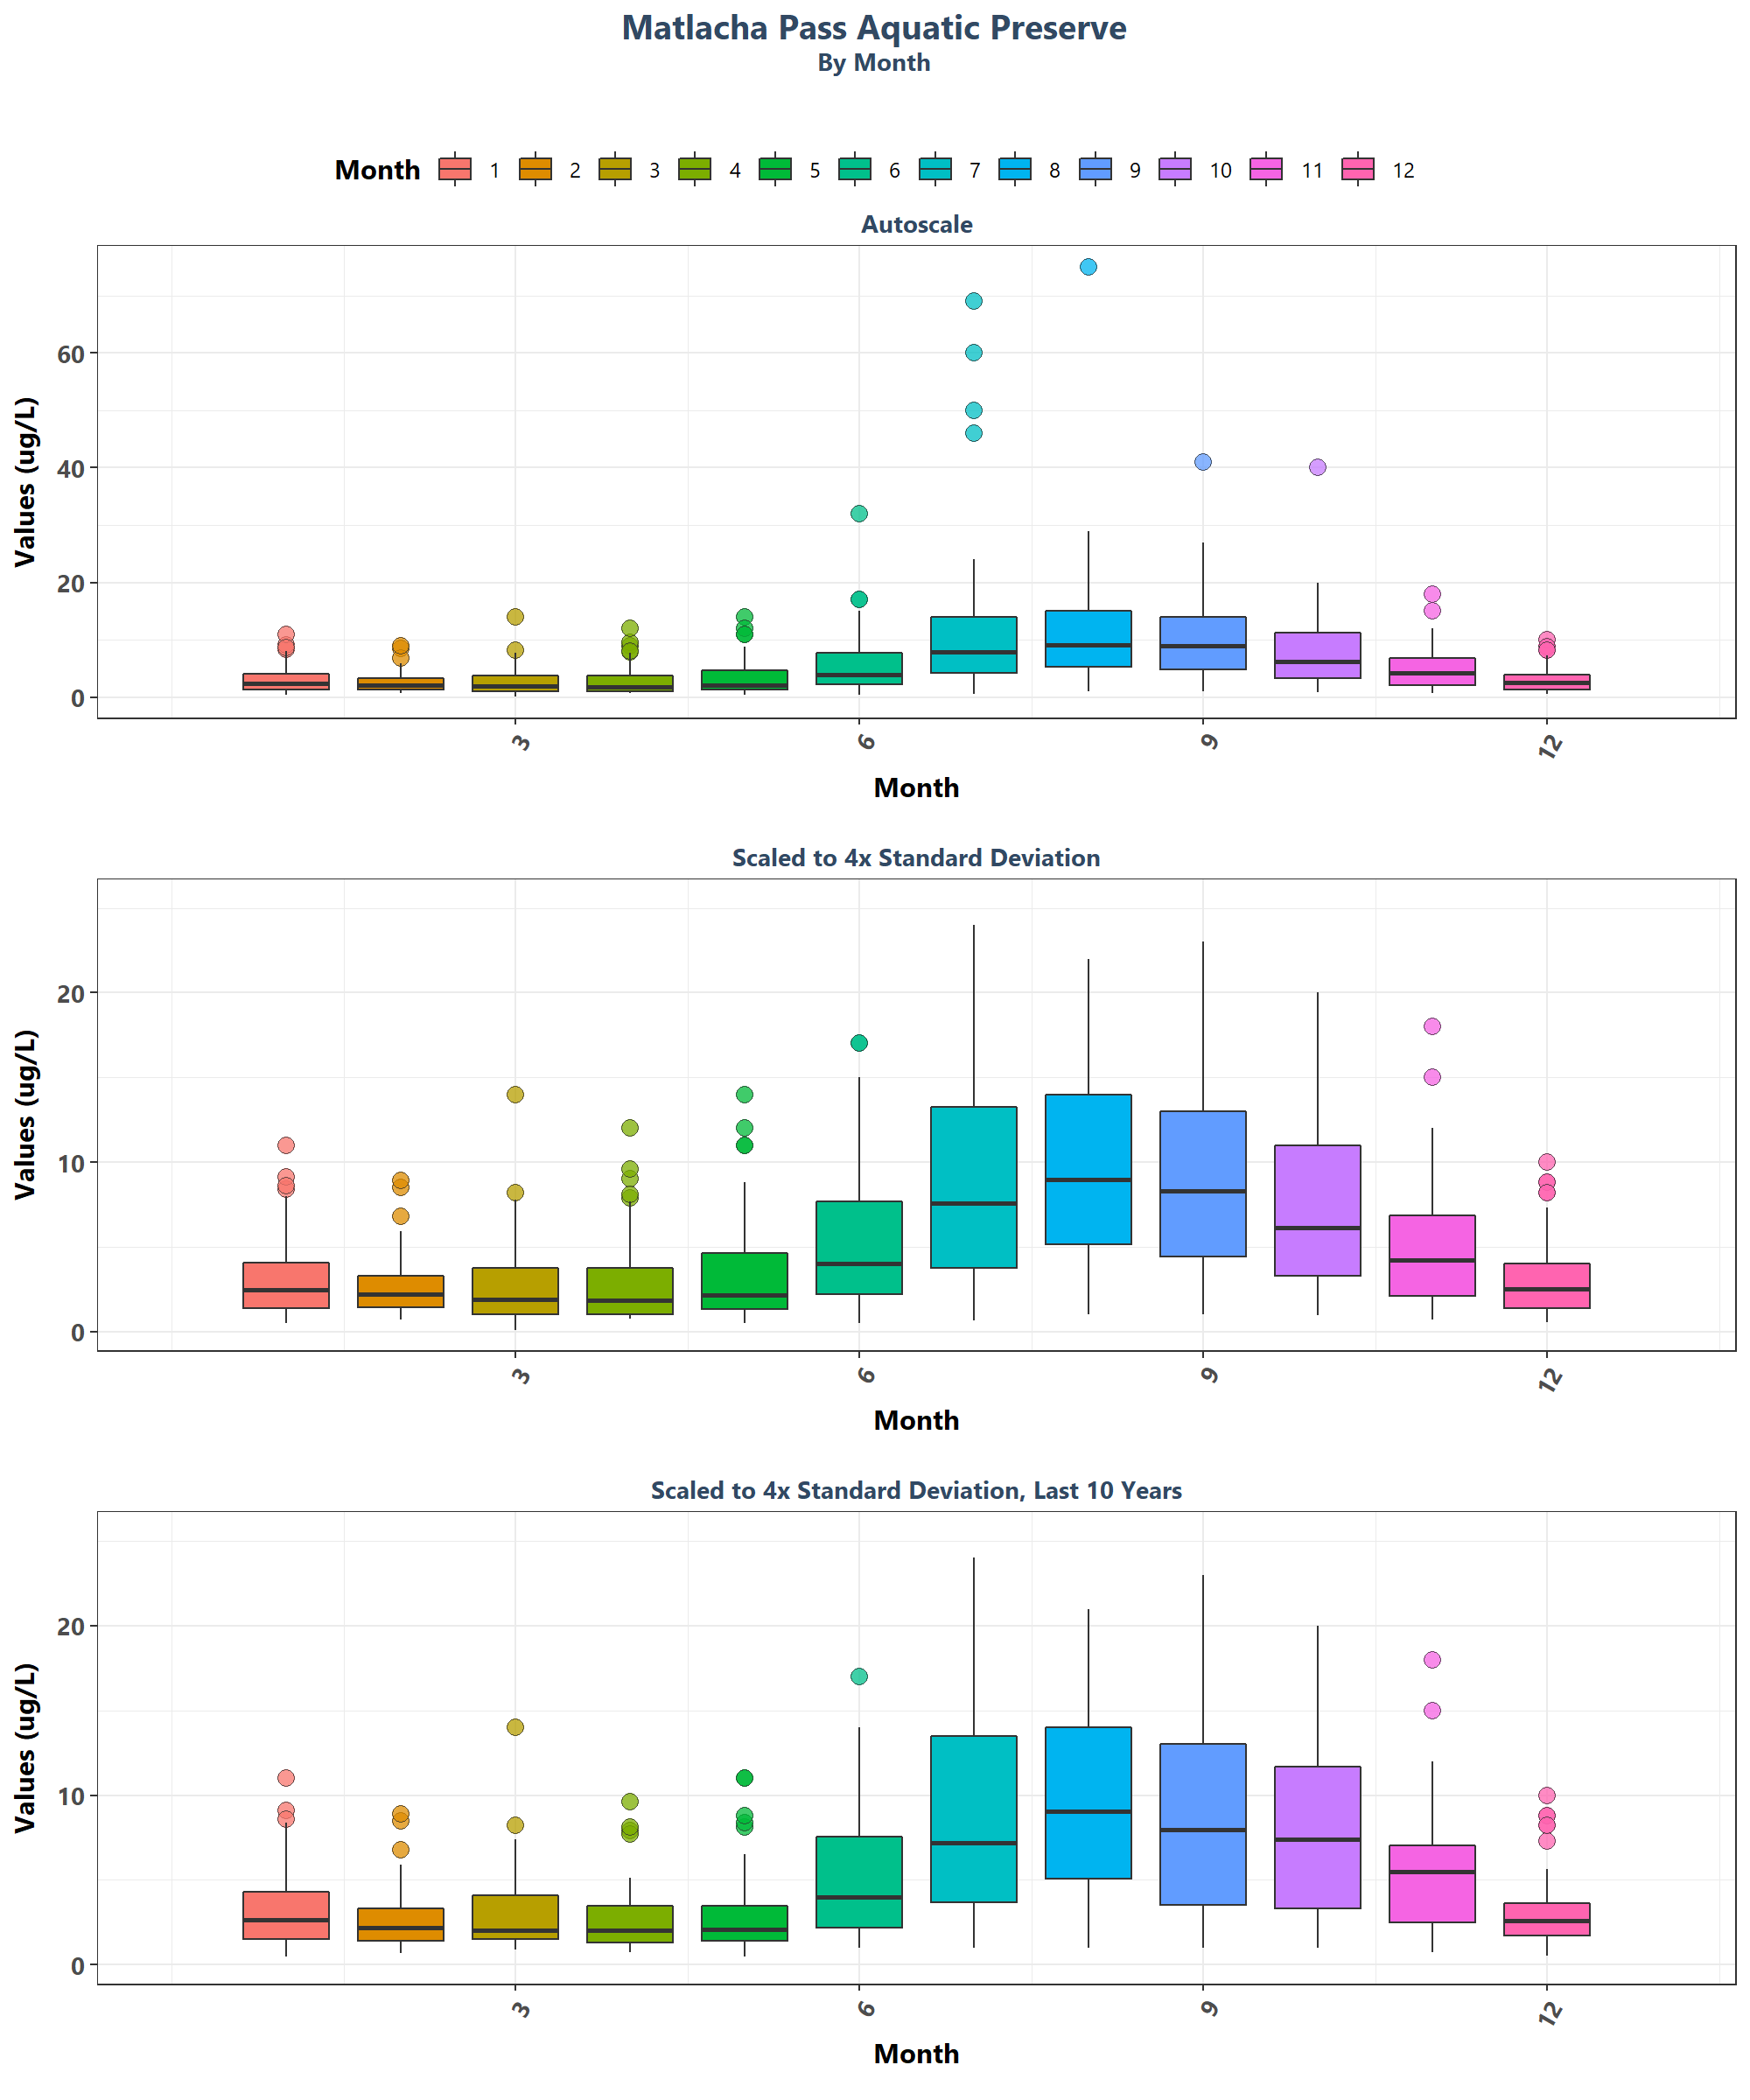 Matlacha Pass Aquatic Preserve
By Month
Month 1 2 3 4 5 6 7 8 9 10 11 12
Autoscale
Values (ug/L)
60
40
20
0
3 6 9 12
Month
Scaled to 4x Standard Deviation
Values (ug/L)
20
10
0
3 6 9 12
Month
Scaled to 4x Standard Deviation, Last 10 Years
Values (ug/L)
20
10
0
3 6 9 12
Month